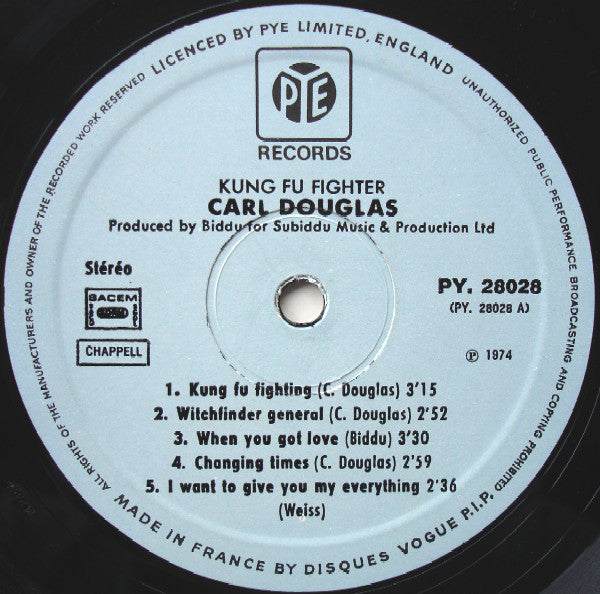 ALL RIGHTS OF THE MANUFACTURERS AND OWNER OF THE RECORDED WORK RESERVED LICENCED BY PYE LIMITED, ENGLAND UNAUTHORIZED PUBLIC PERFORMANCE BROADCASTING AND COPYING PROHIBITED
PYE
RECORDS
KUNG FU FIGHTER
CARL DOUGLAS
Produced by Biddu for Subiddu Music & Production Ltd
Stéréo
SACEM
CHAPPELL
PY. 28028
(PY. 28028 A)
Ⓟ 1974
1. Kung fu fighting (C. Douglas) 3'15
2. Witchfinder general (C. Douglas) 2'52
3. When you got love (Biddu) 3'30
4. Changing times (C. Douglas) 2'59
5. I want to give you my everything 2'36
(Weiss)
MADE IN FRANCE BY DISQUES VOGUE P.I.P.